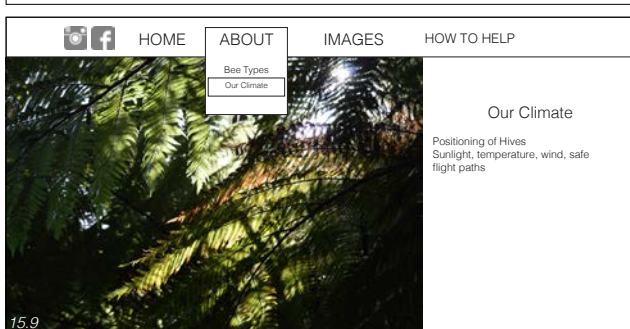 HOME ABOUT IMAGES HOW TO HELP
Bee Types
Our Climate
Our Climate
Positioning of Hives
Sunlight, temperature, wind, safe
flight paths
15.9